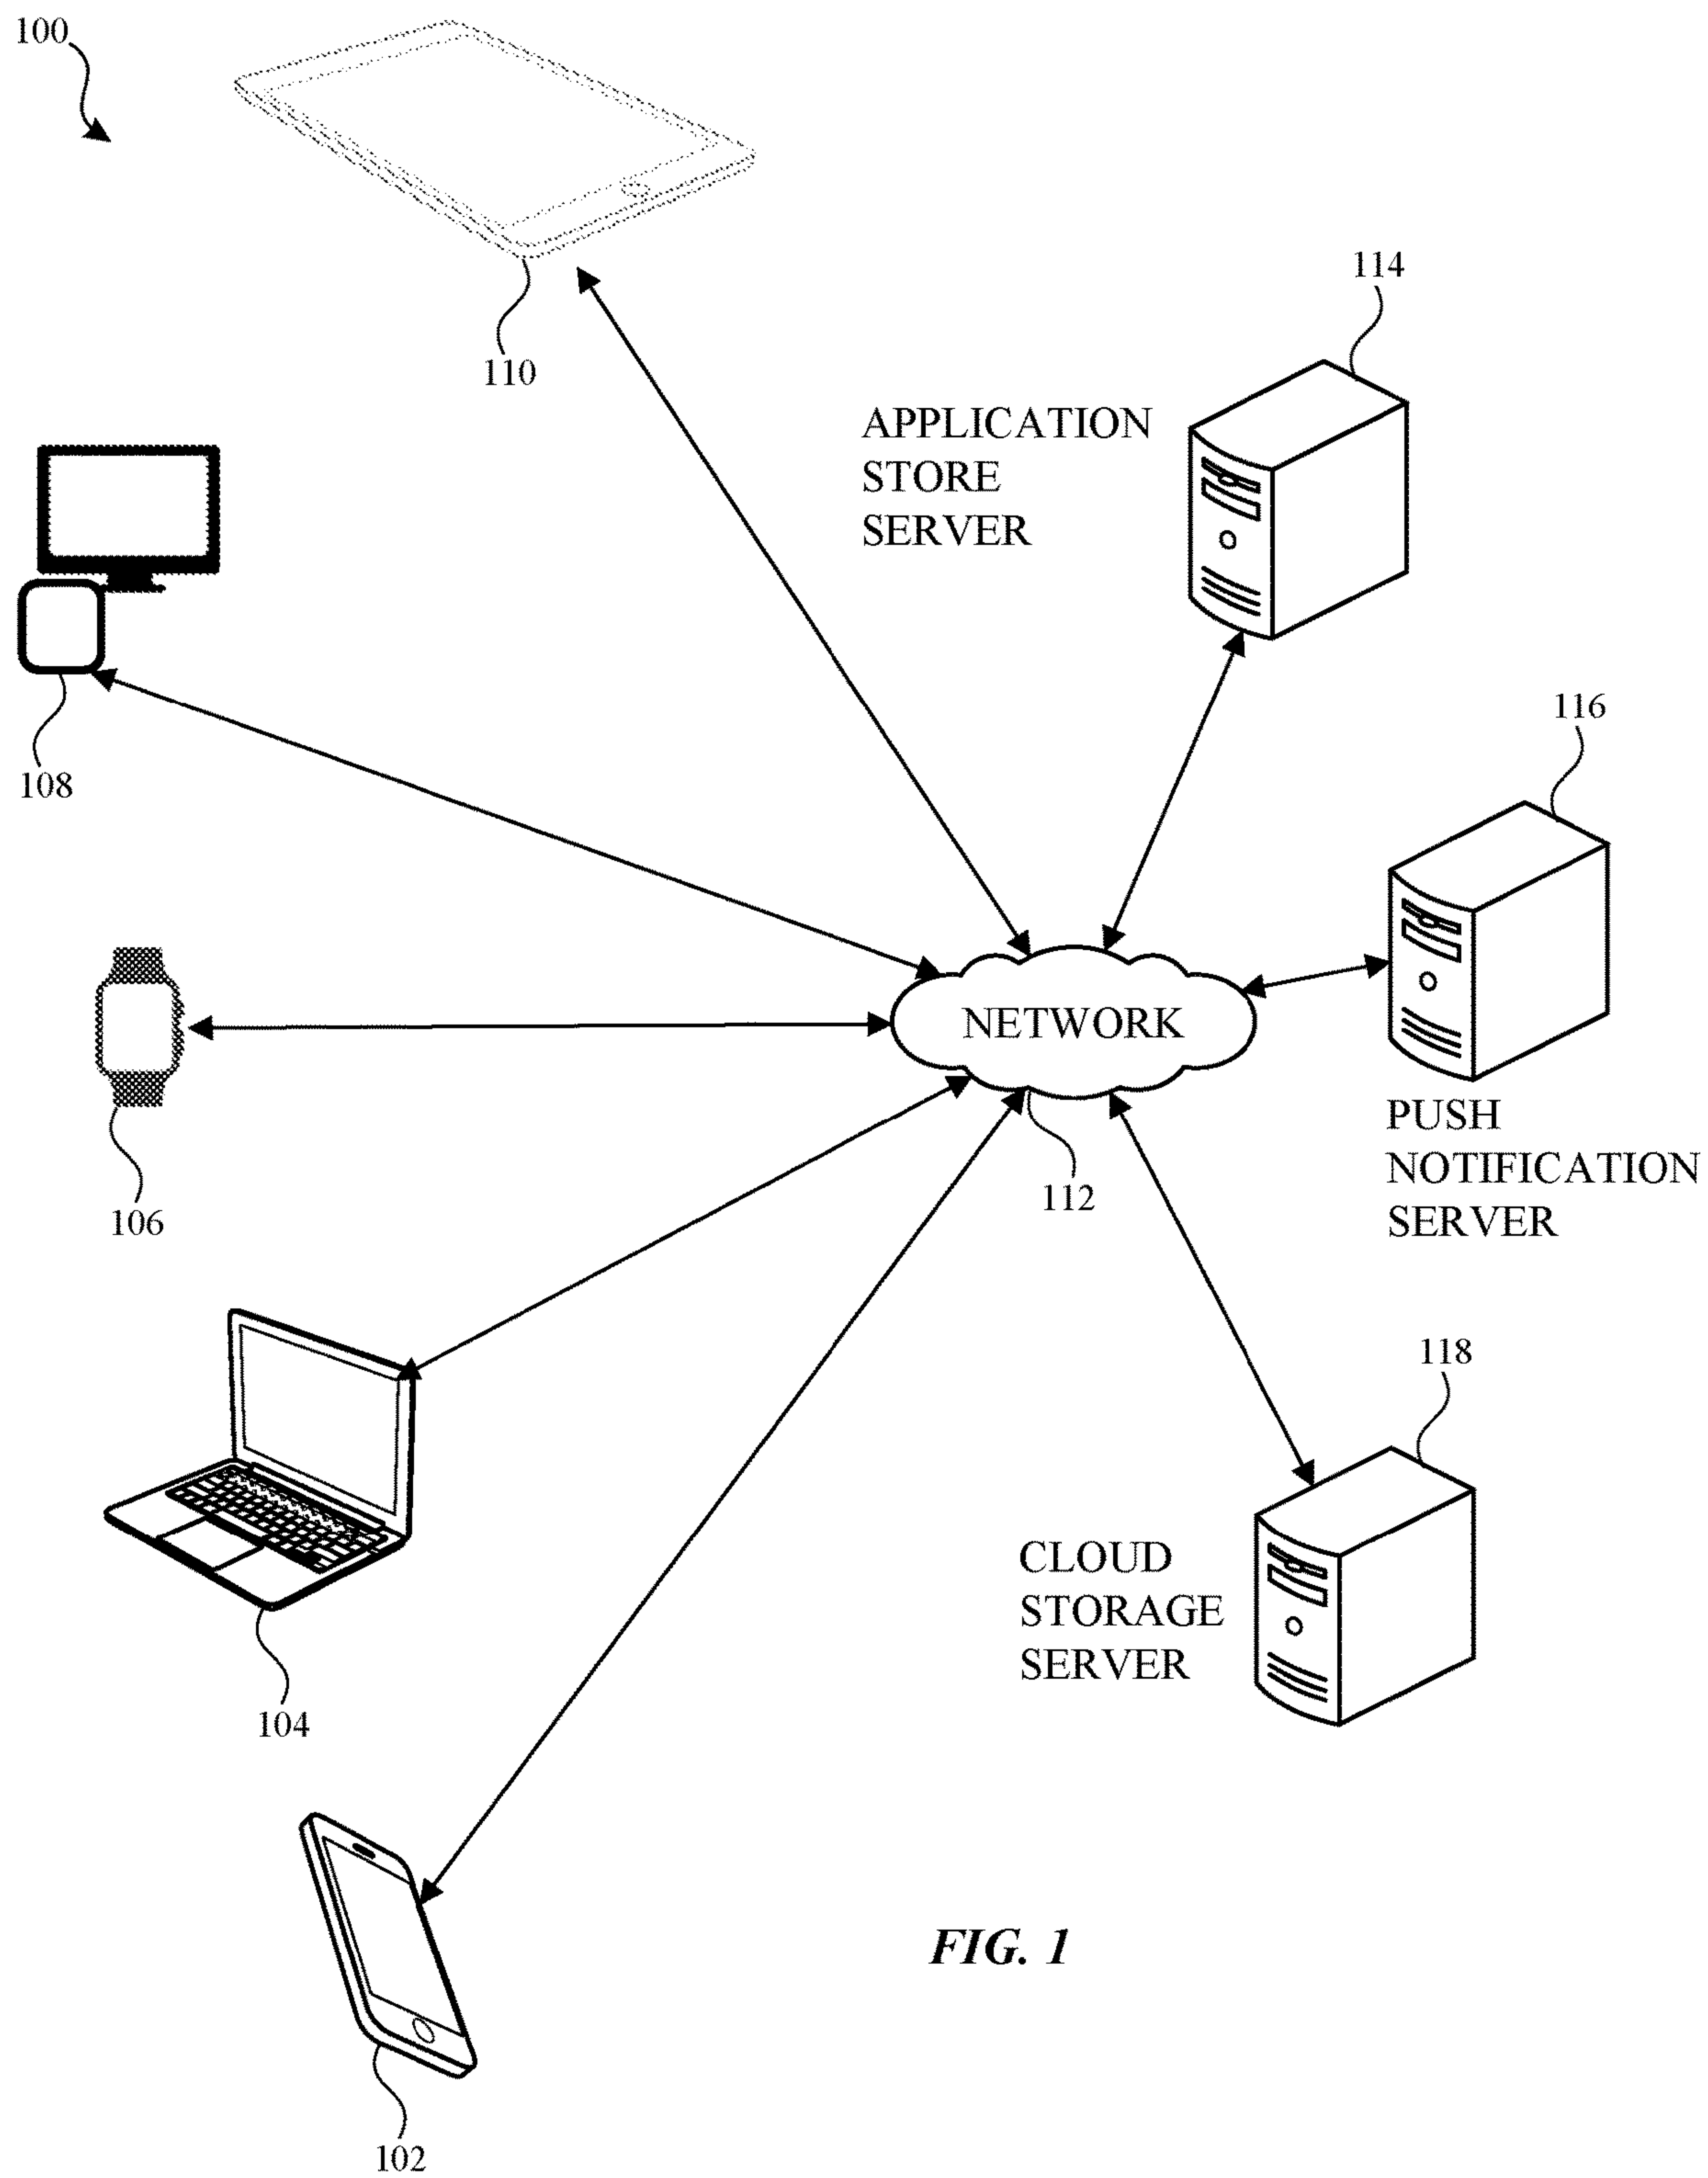 100
110
114
APPLICATION
STORE
SERVER
116
108
NETWORK
PUSH
NOTIFICATION
SERVER
112
106
118
CLOUD
STORAGE
SERVER
104
FIG. 1
102